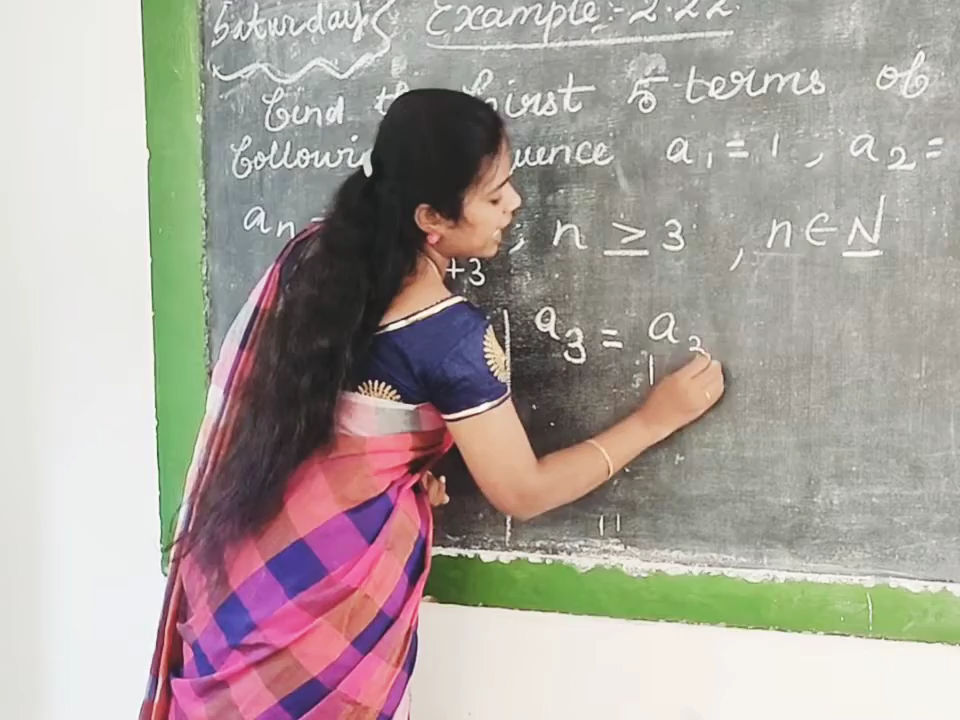 Saturday Example:- 2.22
Find the first 5 terms of
following a₁ = 1 , a₂ =
aₙ ; n ≥ 3 , n ∈ N
+3
a₃ = a₂